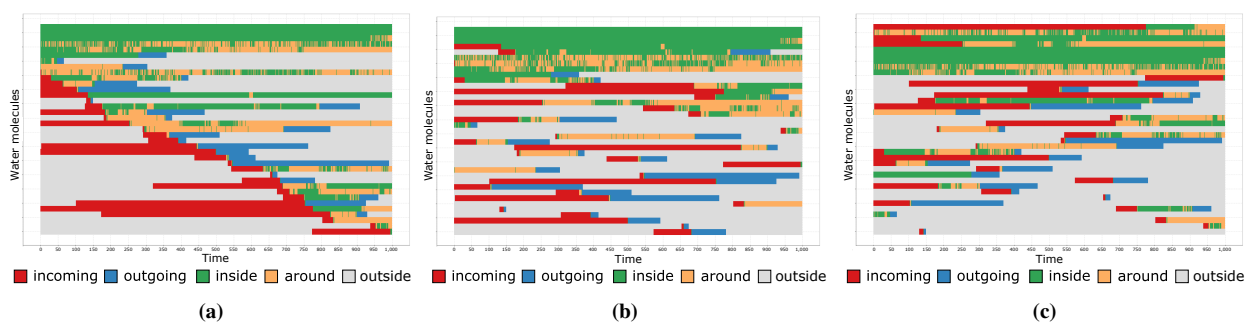 Water molecules
0 50 100 150 200 250 300 350 400 450 500 550 600 650 700 750 800 850 900 950 1,000
Time
incoming outgoing inside around outside
(a)
Water molecules
0 50 100 150 200 250 300 350 400 450 500 550 600 650 700 750 800 850 900 950 1,000
Time
incoming outgoing inside around outside
(b)
Water molecules
0 50 100 150 200 250 300 350 400 450 500 550 600 650 700 750 800 850 900 950 1,000
Time
incoming outgoing inside around outside
(c)